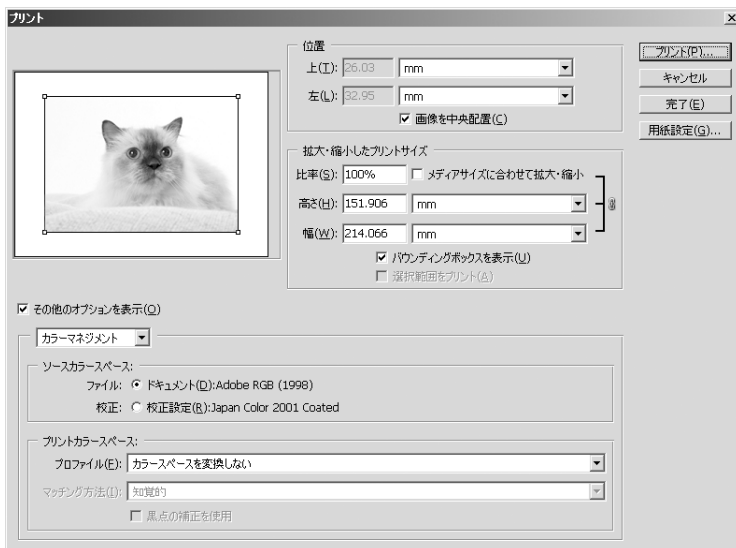 プリント
位置
上(T): 26.03 mm
左(L): 32.95 mm
画像を中央配置(C)
拡大・縮小したプリントサイズ
比率(S): 100% メディアサイズに合わせて拡大・縮小
高さ(H): 151.906 mm
幅(W): 214.066 mm
バウンディングボックスを表示(U)
選択範囲をプリント(A)
プリント(P)...
キャンセル
完了(E)
用紙設定(G)...
その他のオプションを表示(O)
カラーマネジメント
ソースカラースペース:
ファイル: ドキュメント(D):Adobe RGB (1998)
校正: 校正設定(R):Japan Color 2001 Coated
プリントカラースペース:
プロファイル(F): カラースペースを変換しない
マッチング方法(I): 知覚的
黒点の補正を使用